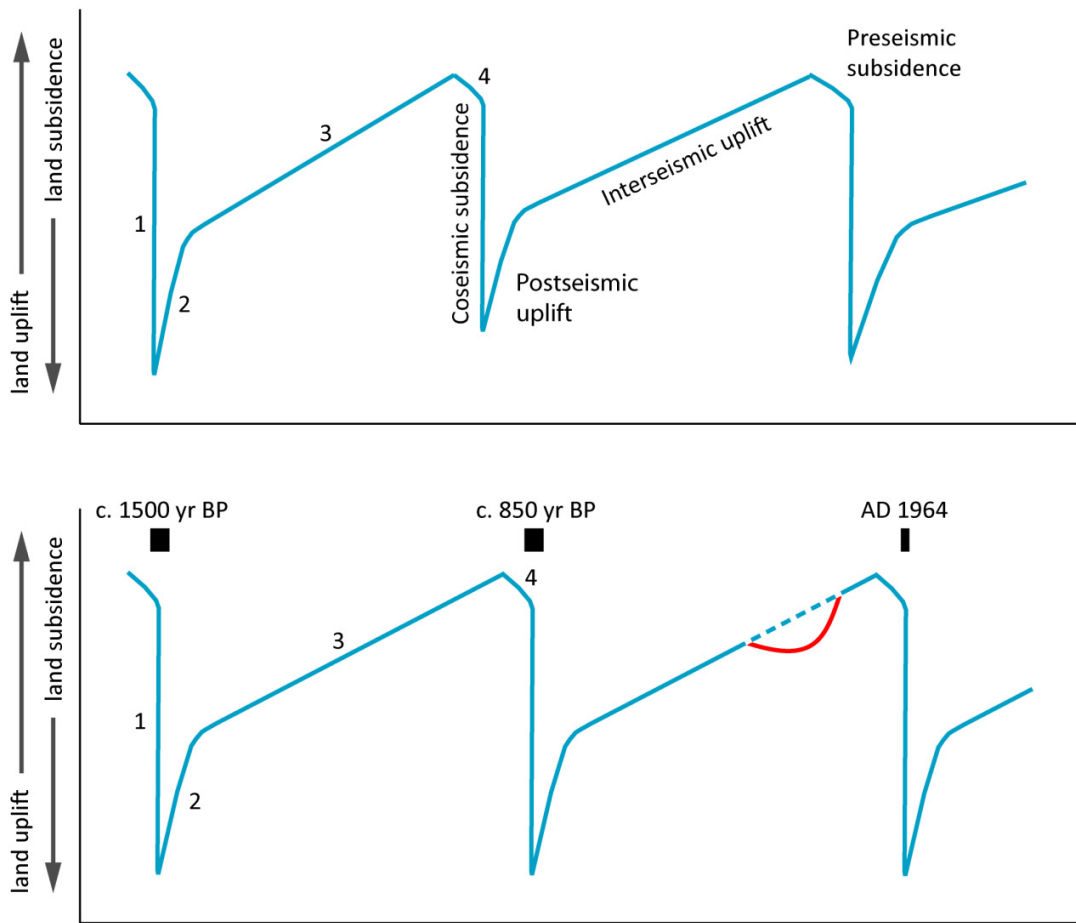 land uplift
land subsidence
1
2
3
4
Coseismic subsidence
Postseismic
uplift
Interseismic uplift
Preseismic
subsidence
c. 1500 yr BP
c. 850 yr BP
AD 1964
land uplift
land subsidence
1
2
3
4